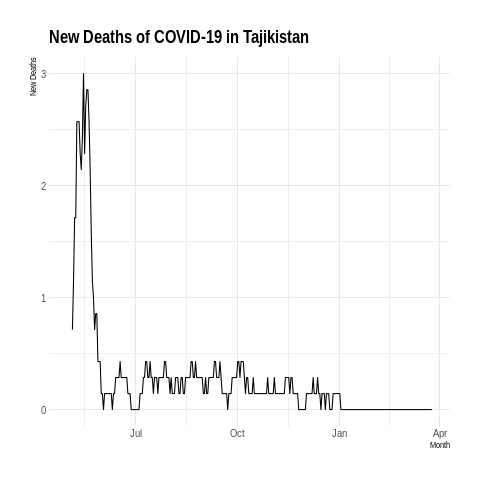 New Deaths of COVID-19 in Tajikistan
New Deaths
3
2
1
0
Jul Oct Jan Apr
Month